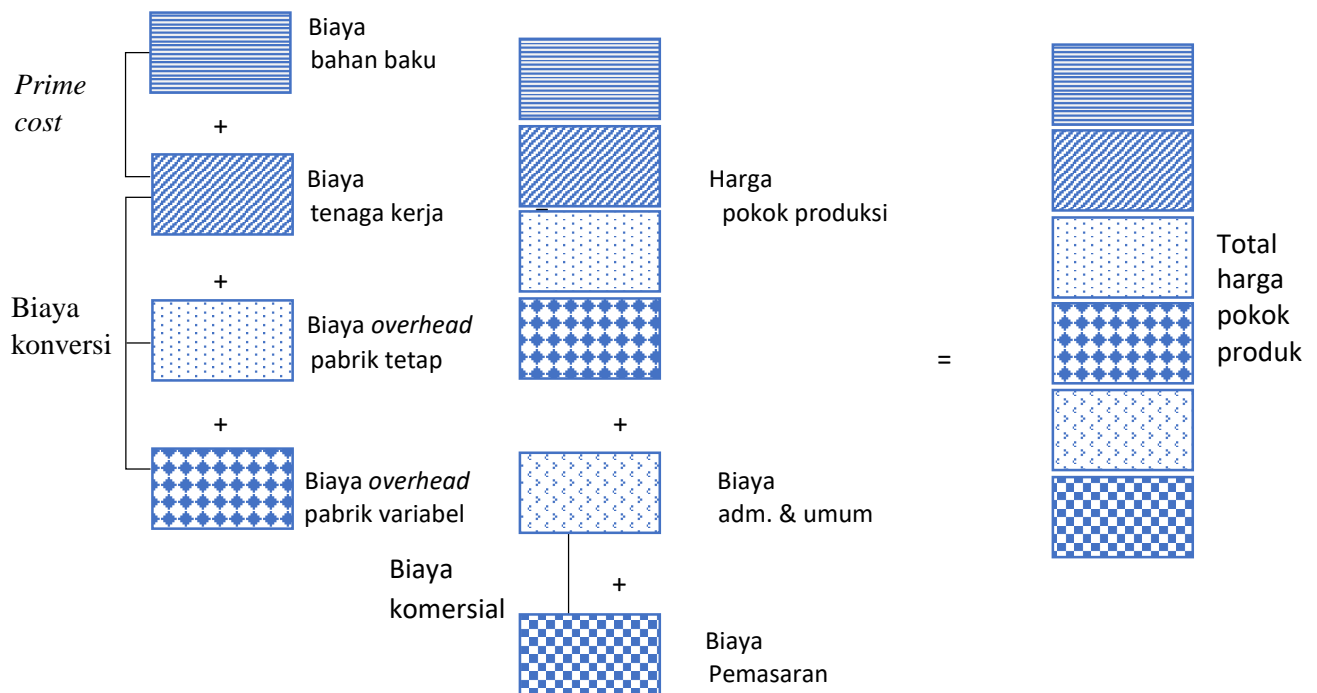 Biaya
bahan baku
Prime
cost
+
Biaya
tenaga kerja
+
Biaya
konversi
Biaya overhead
pabrik tetap
+
Biaya overhead
pabrik variabel
=
Harga
pokok produksi
+
Biaya
adm. & umum
Biaya
komersial
+
Biaya
Pemasaran
=
Total
harga
pokok
produk